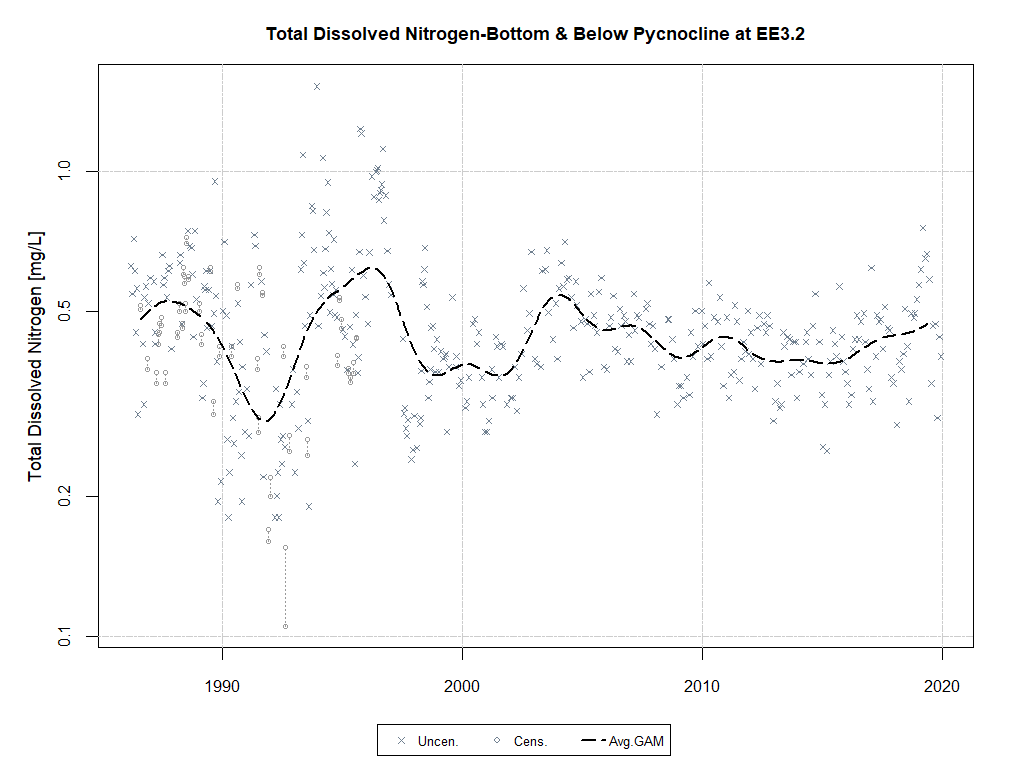 Total Dissolved Nitrogen-Bottom & Below Pycnocline at EE3.2
Total Dissolved Nitrogen [mg/L]
1.0
0.5
0.2
0.1
1990 2000 2010 2020
Uncen. Cens. Avg.GAM